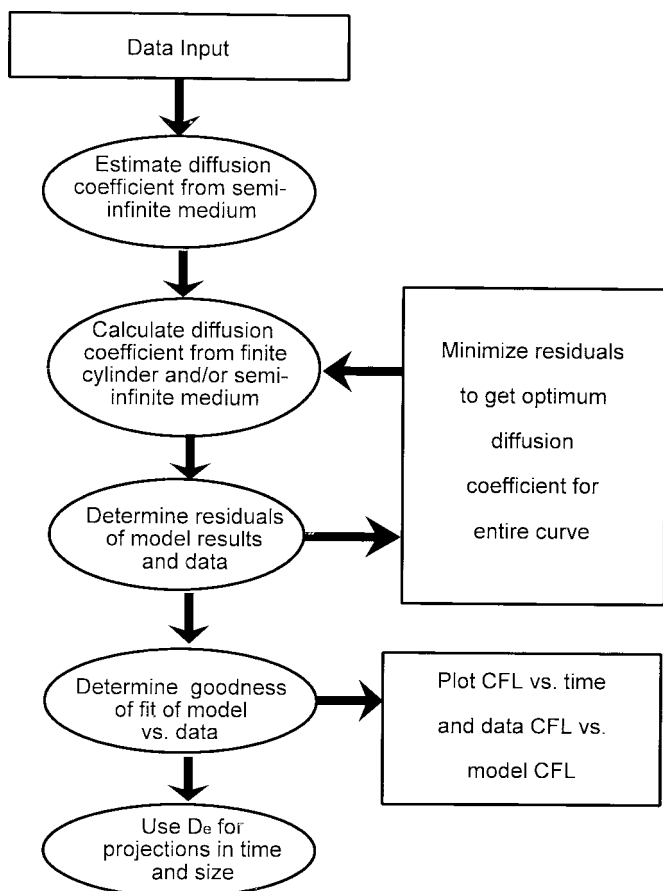 Data Input
Estimate diffusion
coefficient from semi-
infinite medium
Calculate diffusion
coefficient from finite
cylinder and/or semi-
infinite medium
Minimize residuals
to get optimum
diffusion
coefficient for
entire curve
Determine residuals
of model results
and data
Determine goodness
of fit of model
vs. data
Plot CFL vs. time
and data CFL vs.
model CFL
Use De for
projections in time
and size